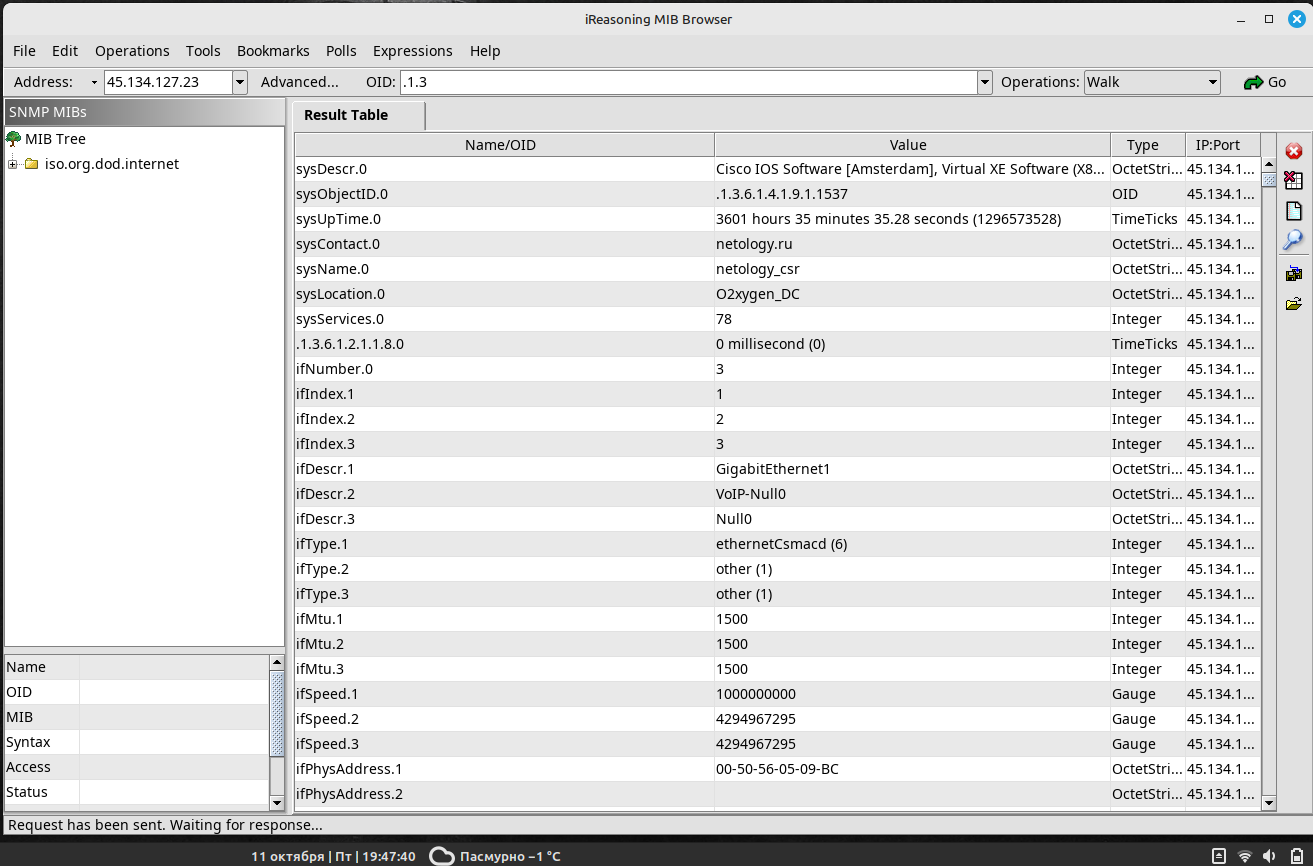 iReasoning MIB Browser
File Edit Operations Tools Bookmarks Polls Expressions Help
Address: 45.134.127.23 Advanced... OID: .1.3 Operations: Walk Go
SNMP MIBs
MIB Tree
iso.org.dod.internet
Result Table
Name/OID Value Type IP:Port
sysDescr.0 Cisco IOS Software [Amsterdam], Virtual XE Software (X8... OctetStri... 45.134.1...
sysObjectID.0 .1.3.6.1.4.1.9.1.1537 OID 45.134.1...
sysUpTime.0 3601 hours 35 minutes 35.28 seconds (1296573528) TimeTicks 45.134.1...
sysContact.0 netology.ru OctetStri... 45.134.1...
sysName.0 netology_csr OctetStri... 45.134.1...
sysLocation.0 O2xygen_DC OctetStri... 45.134.1...
sysServices.0 78 Integer 45.134.1...
.1.3.6.1.2.1.1.8.0 0 millisecond (0) TimeTicks 45.134.1...
ifNumber.0 3 Integer 45.134.1...
ifIndex.1 1 Integer 45.134.1...
ifIndex.2 2 Integer 45.134.1...
ifIndex.3 3 Integer 45.134.1...
ifDescr.1 GigabitEthernet1 OctetStri... 45.134.1...
ifDescr.2 VoIP-Null0 OctetStri... 45.134.1...
ifDescr.3 Null0 OctetStri... 45.134.1...
ifType.1 ethernetCsmacd (6) Integer 45.134.1...
ifType.2 other (1) Integer 45.134.1...
ifType.3 other (1) Integer 45.134.1...
ifMtu.1 1500 Integer 45.134.1...
ifMtu.2 1500 Integer 45.134.1...
ifMtu.3 1500 Integer 45.134.1...
ifSpeed.1 1000000000 Gauge 45.134.1...
ifSpeed.2 4294967295 Gauge 45.134.1...
ifSpeed.3 4294967295 Gauge 45.134.1...
ifPhysAddress.1 00-50-56-05-09-BC OctetStri... 45.134.1...
ifPhysAddress.2 OctetStri... 45.134.1...
Name
OID
MIB
Syntax
Access
Status
Request has been sent. Waiting for response...
11 октября | Пт | 19:47:40 Пасмурно −1 °C